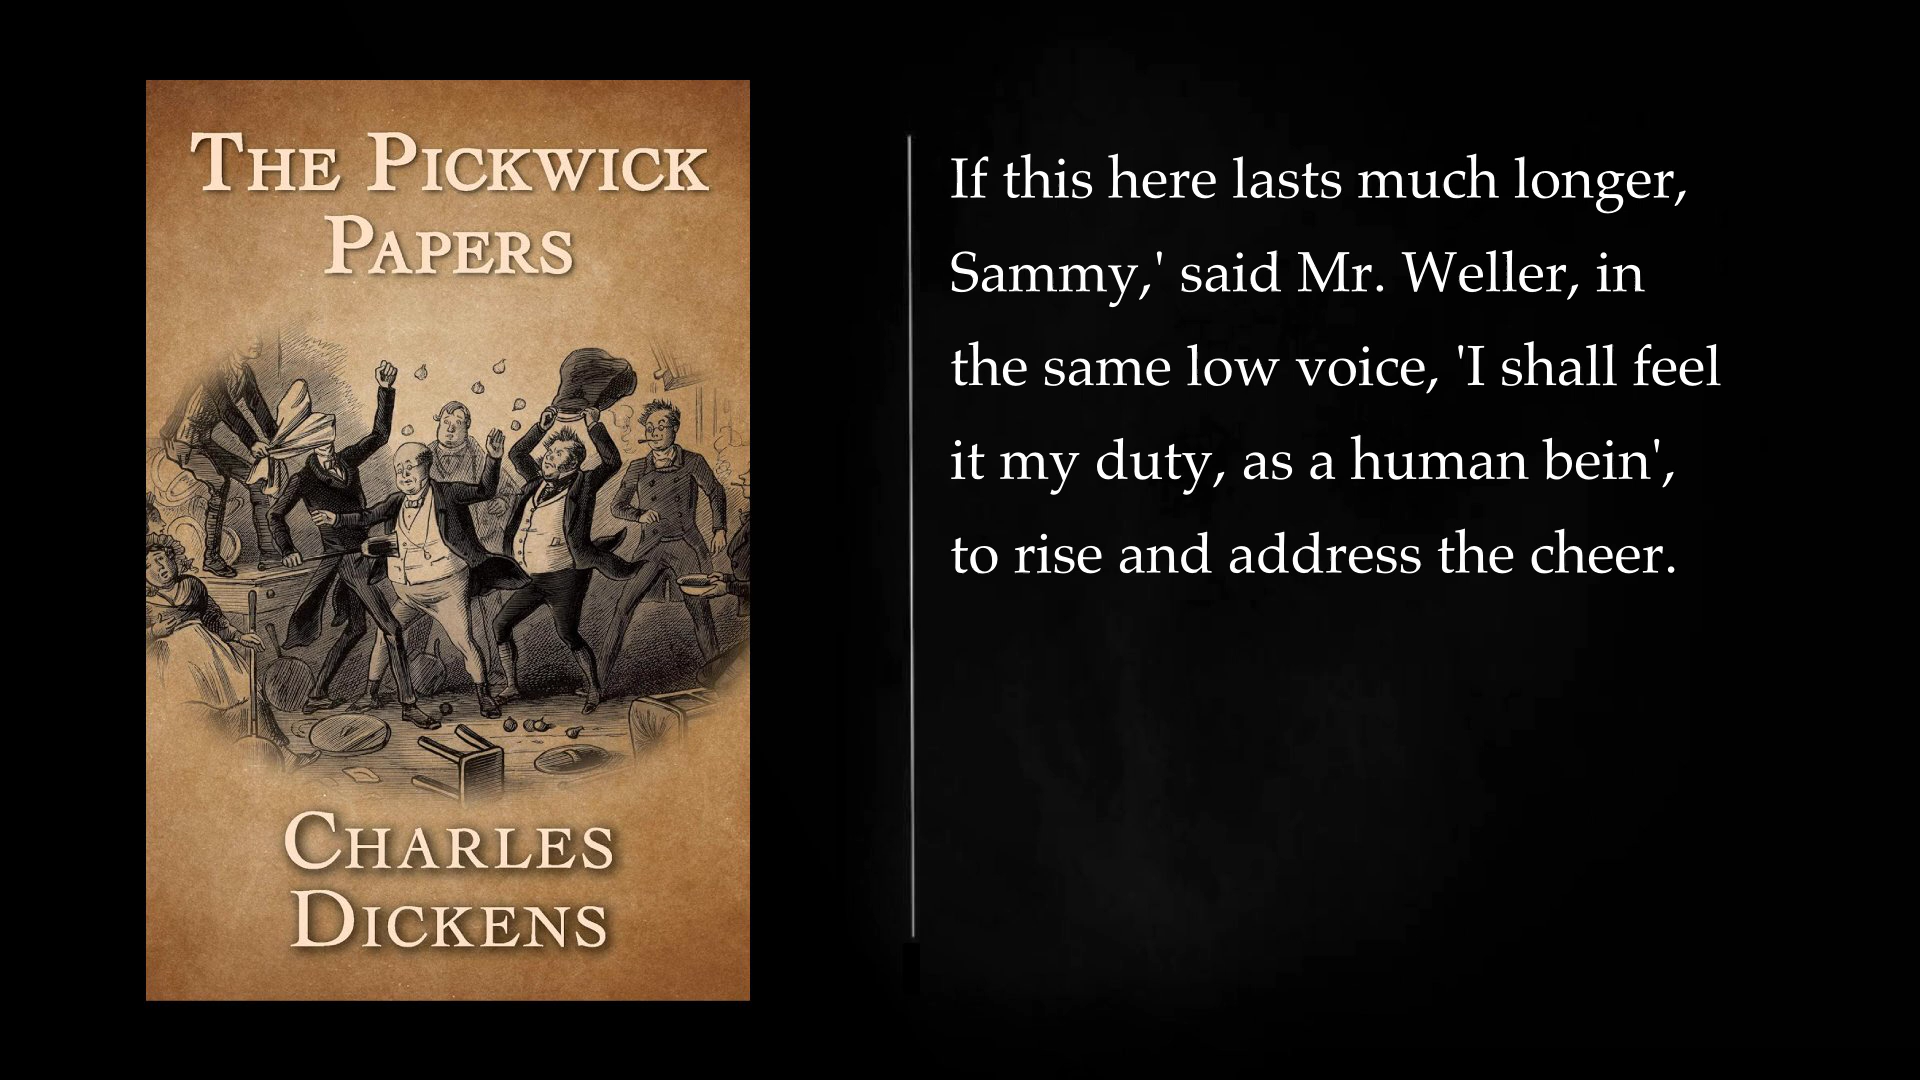 The Pickwick
Papers
Charles
Dickens
If this here lasts much longer,
Sammy,' said Mr. Weller, in
the same low voice, 'I shall feel
it my duty, as a human bein',
to rise and address the cheer.